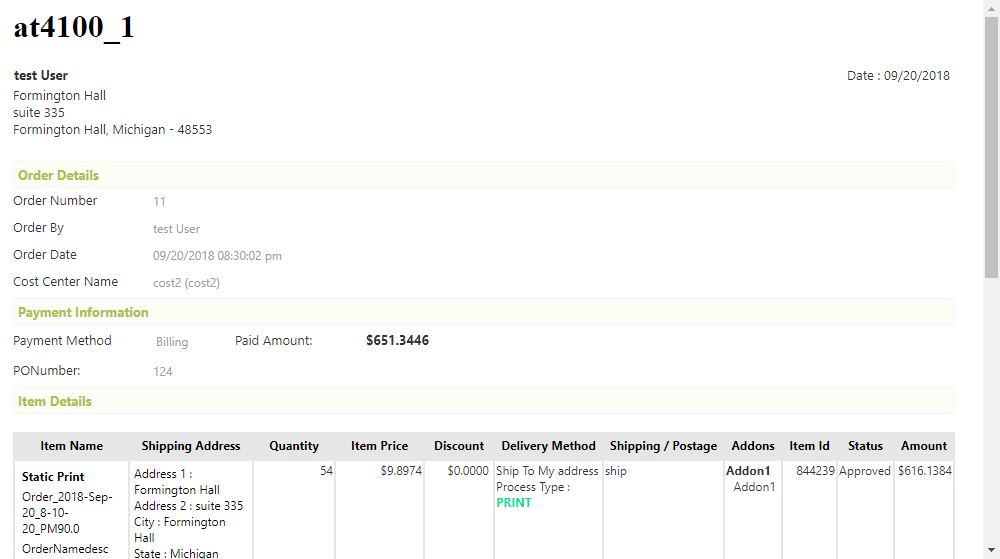 at4100_1
test User
Date : 09/20/2018
Formington Hall
suite 335
Formington Hall, Michigan - 48553
Order Details
Order Number 11
Order By test User
Order Date 09/20/2018 08:30:02 pm
Cost Center Name cost2 (cost2)
Payment Information
Payment Method Billing Paid Amount: $651.3446
PONumber: 124
Item Details
Item Name Shipping Address Quantity Item Price Discount Delivery Method Shipping / Postage Addons Item Id Status Amount
Static Print
Order_2018-Sep-
20_8-10-
20_PM90.0
OrderNamedesc
Address 1 :
Formington Hall
Address 2 : suite 335
City : Formington
Hall
State : Michigan
54
$9.8974
$0.0000
Ship To My address
Process Type :
PRINT
ship
Addon1
Addon1
844239
Approved
$616.1384